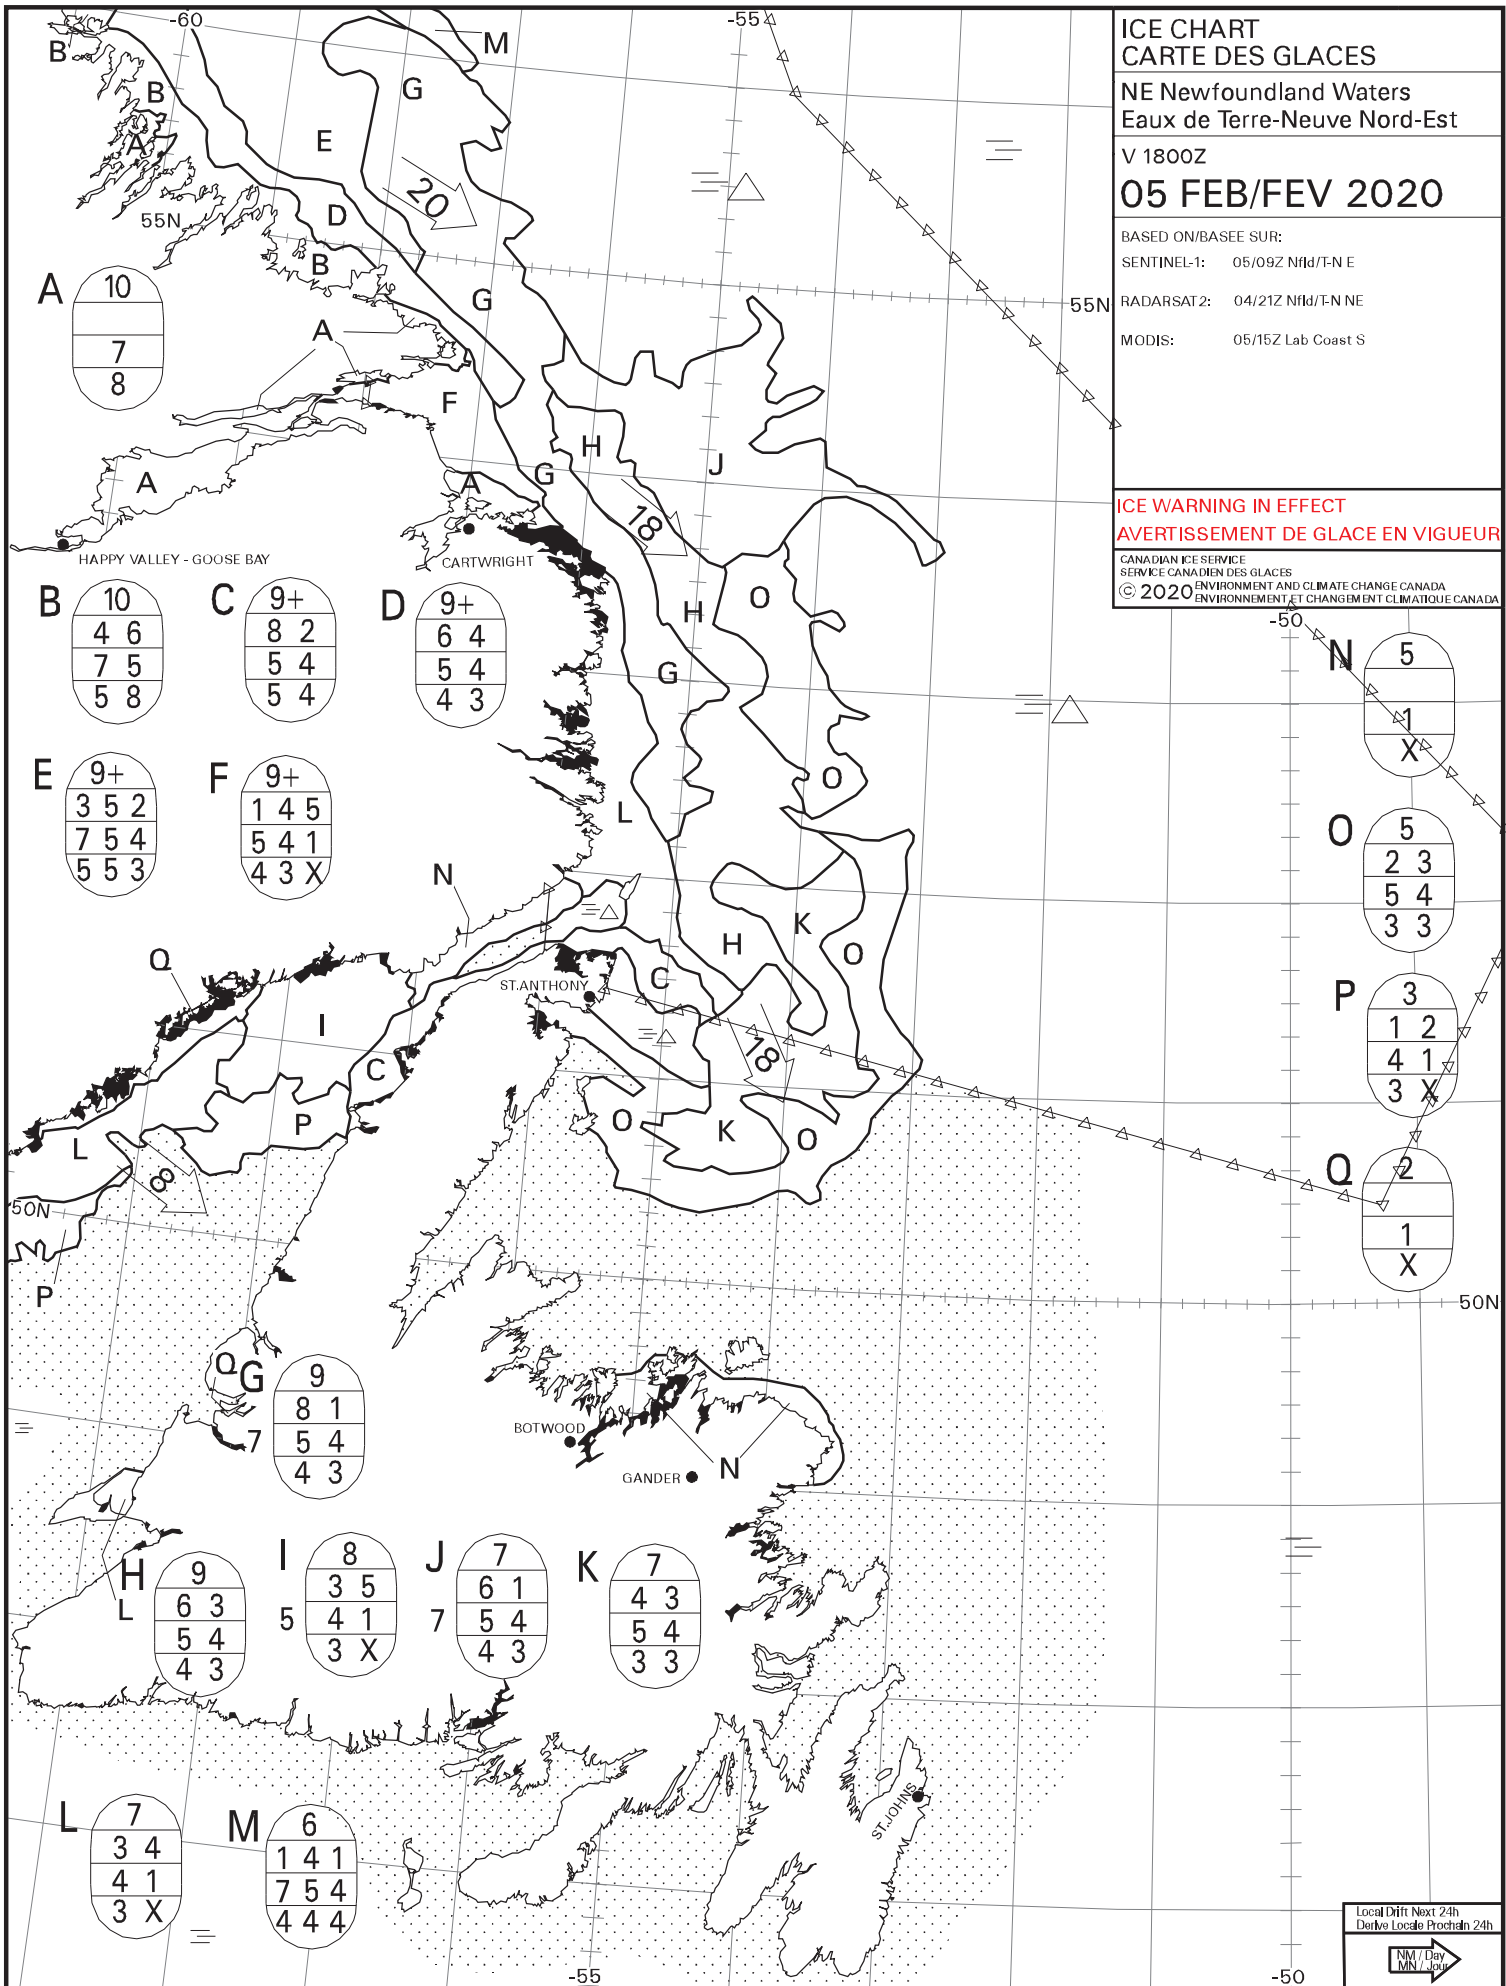 ICE CHART
CARTE DES GLACES
NE Newfoundland Waters
Eaux de Terre-Neuve Nord-Est
V 1800Z
05 FEB/FEV 2020
BASED ON/BASEE SUR:
SENTINEL-1: 05/09Z Nfld/T-N E
RADARSAT2: 04/21Z Nfld/T-N NE
MODIS: 05/15Z Lab Coast S
ICE WARNING IN EFFECT
AVERTISSEMENT DE GLACE EN VIGUEUR
CANADIAN ICE SERVICE
SERVICE CANADIEN DES GLACES
© 2020 ENVIRONMENT AND CLIMATE CHANGE CANADA
ENVIRONNEMENT ET CHANGEMENT CLIMATIQUE CANADA
-60
-55
B
M
B
G
E
A
20
55N
D
B
G
55N
A
F
H
J
A
G
A
18
HAPPY VALLEY - GOOSE BAY
CARTWRIGHT
O
H
G
O
L
N
K
H
O
Q
ST.ANTHONY
C
I
18
C
O
K
O
P
L
8
50N
P
-50
50N
Q
7
BOTWOOD
GANDER
N
L
ST.JOHNS
-55
-50
A
10
7
8
B
10
4 6
7 5
5 8
C
9+
8 2
5 4
5 4
D
9+
6 4
5 4
4 3
E
9+
3 5 2
7 5 4
5 5 3
F
9+
1 4 5
5 4 1
4 3 X
G
9
8 1
5 4
4 3
H
9
6 3
5 4
4 3
I
8
3 5
5 4 1
3 X
J
7
6 1
7 5 4
4 3
K
7
4 3
5 4
3 3
L
7
3 4
4 1
3 X
M
6
1 4 1
7 5 4
4 4 4
N
5
1
X
O
5
2 3
5 4
3 3
P
3
1 2
4 1
3 X
Q
2
1
X
Local Drift Next 24h
Derive Locale Prochain 24h
NM / Day
MN / Jour